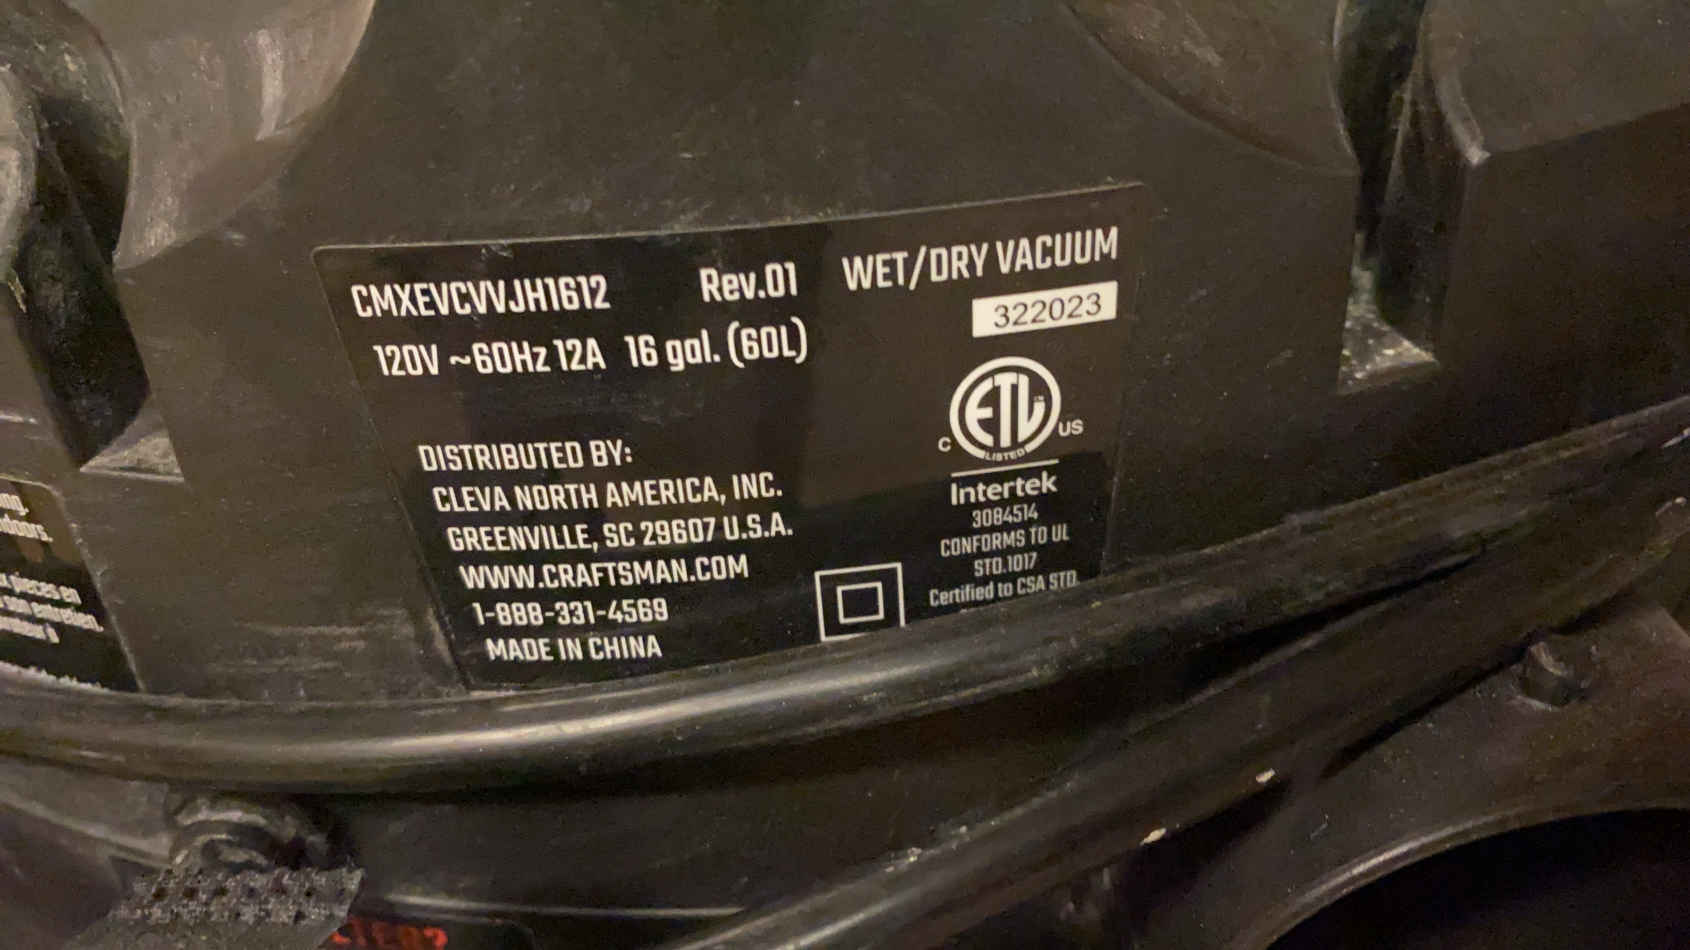 CMXEVCVVJH1612 Rev.01 WET/DRY VACUUM
322023
120V ~60Hz 12A 16 gal. (60L)
DISTRIBUTED BY:
CLEVA NORTH AMERICA, INC.
GREENVILLE, SC 29607 U.S.A.
WWW.CRAFTSMAN.COM
1-888-331-4569
MADE IN CHINA
C ETL US
LISTED
Intertek
3084514
CONFORMS TO UL
STD.1017
Certified to CSA STD.
pièces en